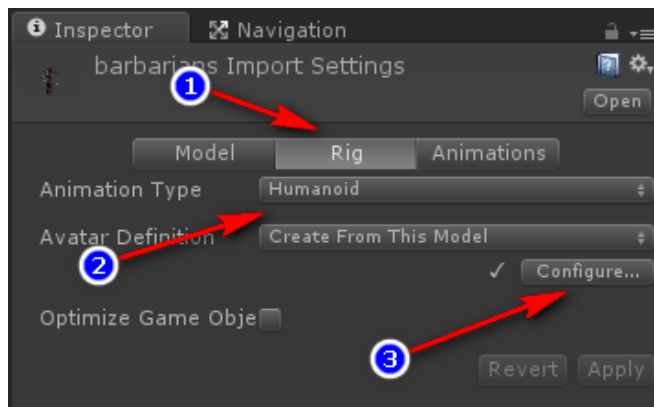 Inspector Navigation
barbarians Import Settings
Open
1
Model Rig Animations
Animation Type Humanoid
Avatar Definition Create From This Model
2
✓ Configure...
Optimize Game Obje
3
Revert Apply